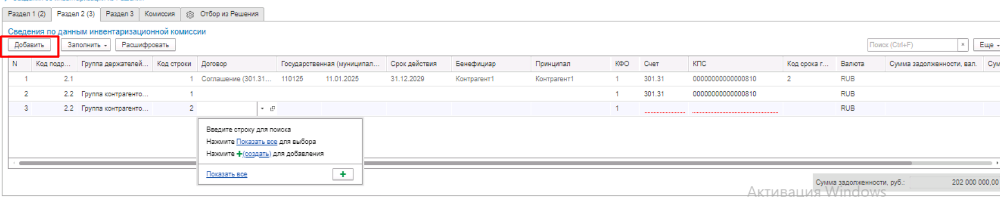 Раздел 1 (2) Раздел 2 (3) Раздел 3 Комиссия Отбор из Решения
Сведения по данным инвентаризационной комиссии
Добавить Заполнить Расшифровать Поиск (Ctrl+F) × Еще
N Код подр... Группа держателей... Код строки Договор Государственная (муниципал... Срок действия Бенефициар Принципал КФО Счет КПС Код срока г... Валюта Сумма задолженности, вал. Сум
1 2.1 1 Соглашение (301.31... 110125 11.01.2025 31.12.2029 Контрагент1 Контрагент1 1 301.31 00000000000000810 2 RUB
2 2.2 Группа контрагенто... 1 1 301.31 00000000000000810 RUB
3 2.2 Группа контрагенто... 2 1 RUB
Введите строку для поиска
Нажмите Показать все для выбора
Нажмите +(создать) для добавления
Показать все +
Сумма задолженности, руб.: 202 000 000,00
Активация Windows